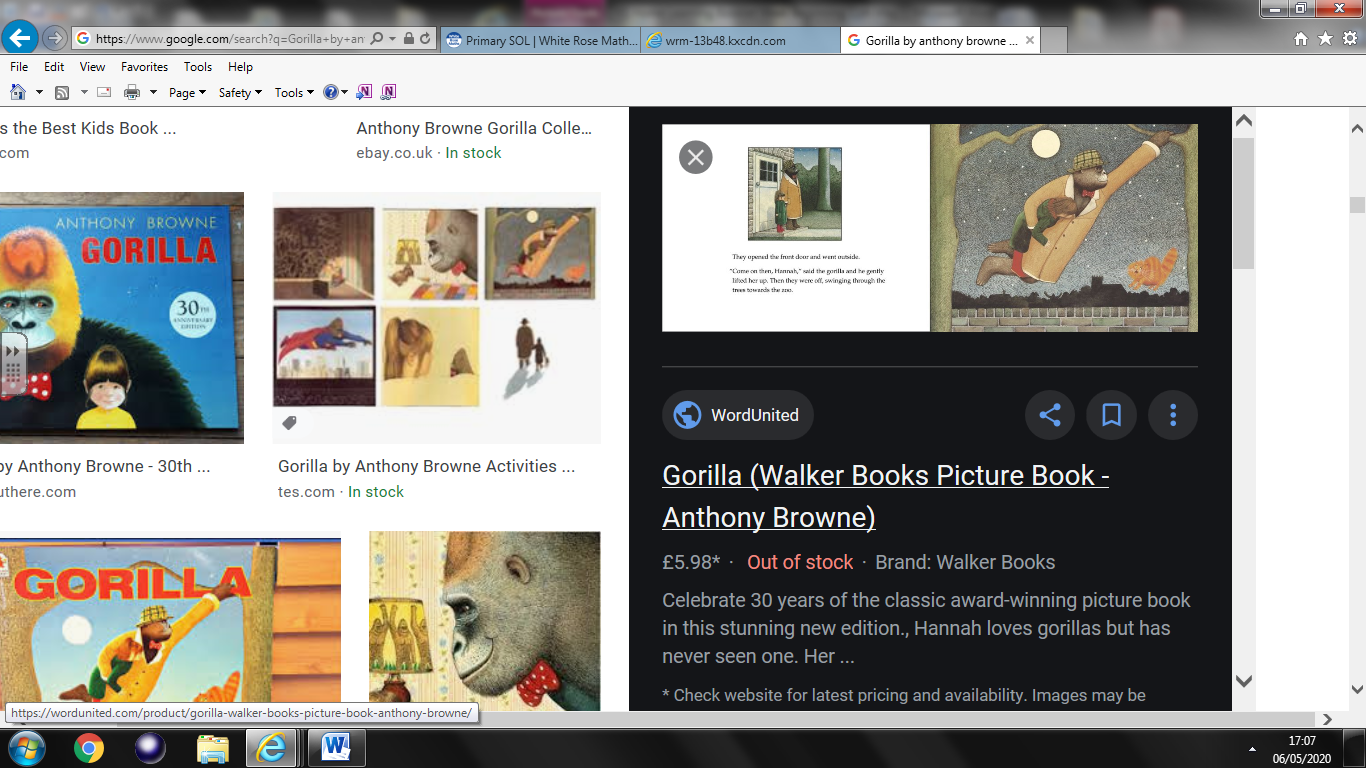 https://www.google.com/search?q=Gorilla+by+an
Primary SOL | White Rose Math...
wrm-13b48.kxcdn.com
Gorilla by anthony browne ...
File Edit View Favorites Tools Help
Page Safety Tools
s the Best Kids Book ...
com
Anthony Browne Gorilla Colle...
ebay.co.uk · In stock
ANTHONY BROWNE
GORILLA
30TH
ANNIVERSARY
EDITION
by Anthony Browne - 30th ...
uthere.com
Gorilla by Anthony Browne Activities ...
tes.com · In stock
GORILLA
They opened the front door and went outside.
"Come on then, Hannah," said the gorilla and he gently
lifted her up. Then they were off, swinging through the
trees towards the zoo.
WordUnited
Gorilla (Walker Books Picture Book -
Anthony Browne)
£5.98* · Out of stock · Brand: Walker Books
Celebrate 30 years of the classic award-winning picture book
in this stunning new edition., Hannah loves gorillas but has
never seen one. Her ...
* Check website for latest pricing and availability. Images may be
https://wordunited.com/product/gorilla-walker-books-picture-book-anthony-browne/
17:07
06/05/2020